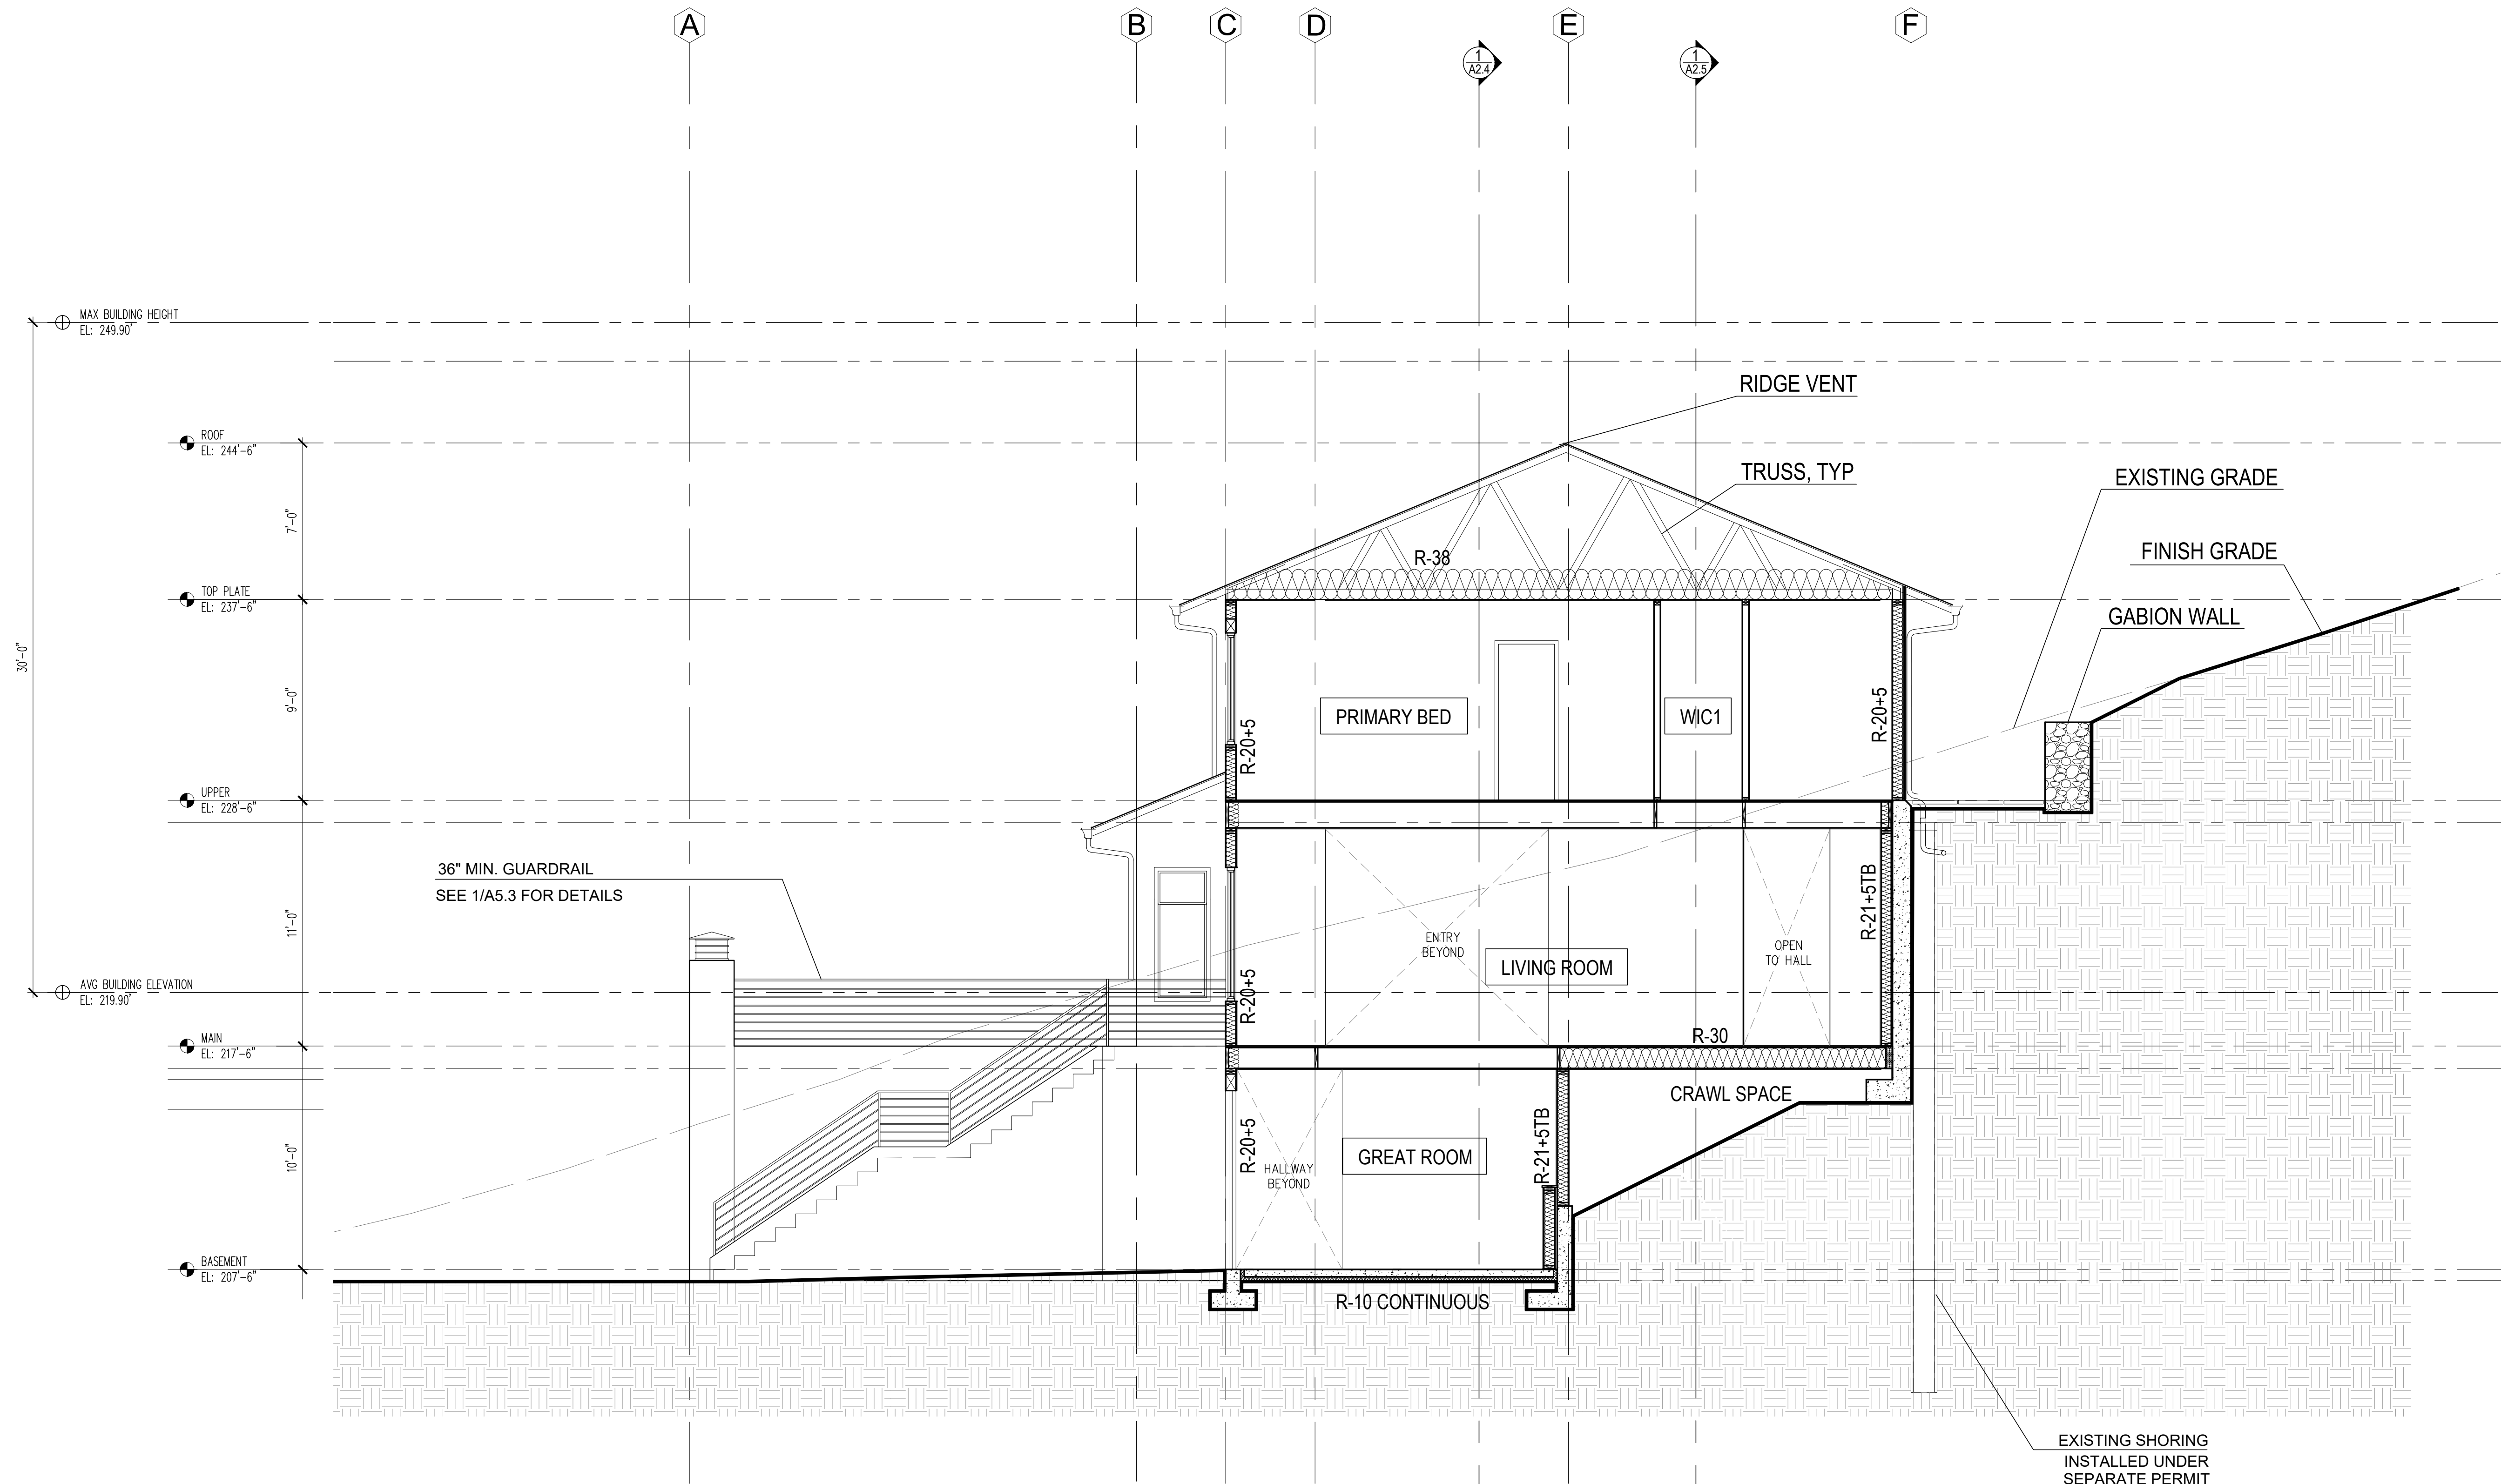 A
B
C
D
E
F
1
A2.4
1
A2.5
MAX BUILDING HEIGHT
EL: 249.90'
RIDGE VENT
ROOF
EL: 244'-6"
TRUSS, TYP
EXISTING GRADE
7'-0"
FINISH GRADE
R-38
TOP PLATE
EL: 237'-6"
GABION WALL
30'-0"
9'-0"
PRIMARY BED
WIC1
R-20+5
R-20+5
UPPER
EL: 228'-6"
36" MIN. GUARDRAIL
SEE 1/A5.3 FOR DETAILS
11'-0"
R-21+5TB
ENTRY
BEYOND
OPEN
TO HALL
LIVING ROOM
AVG BUILDING ELEVATION
EL: 219.90'
R-20+5
MAIN
EL: 217'-6"
R-30
CRAWL SPACE
10'-0"
R-20+5
HALLWAY
BEYOND
GREAT ROOM
R-21+5TB
BASEMENT
EL: 207'-6"
R-10 CONTINUOUS
EXISTING SHORING
INSTALLED UNDER
SEPARATE PERMIT